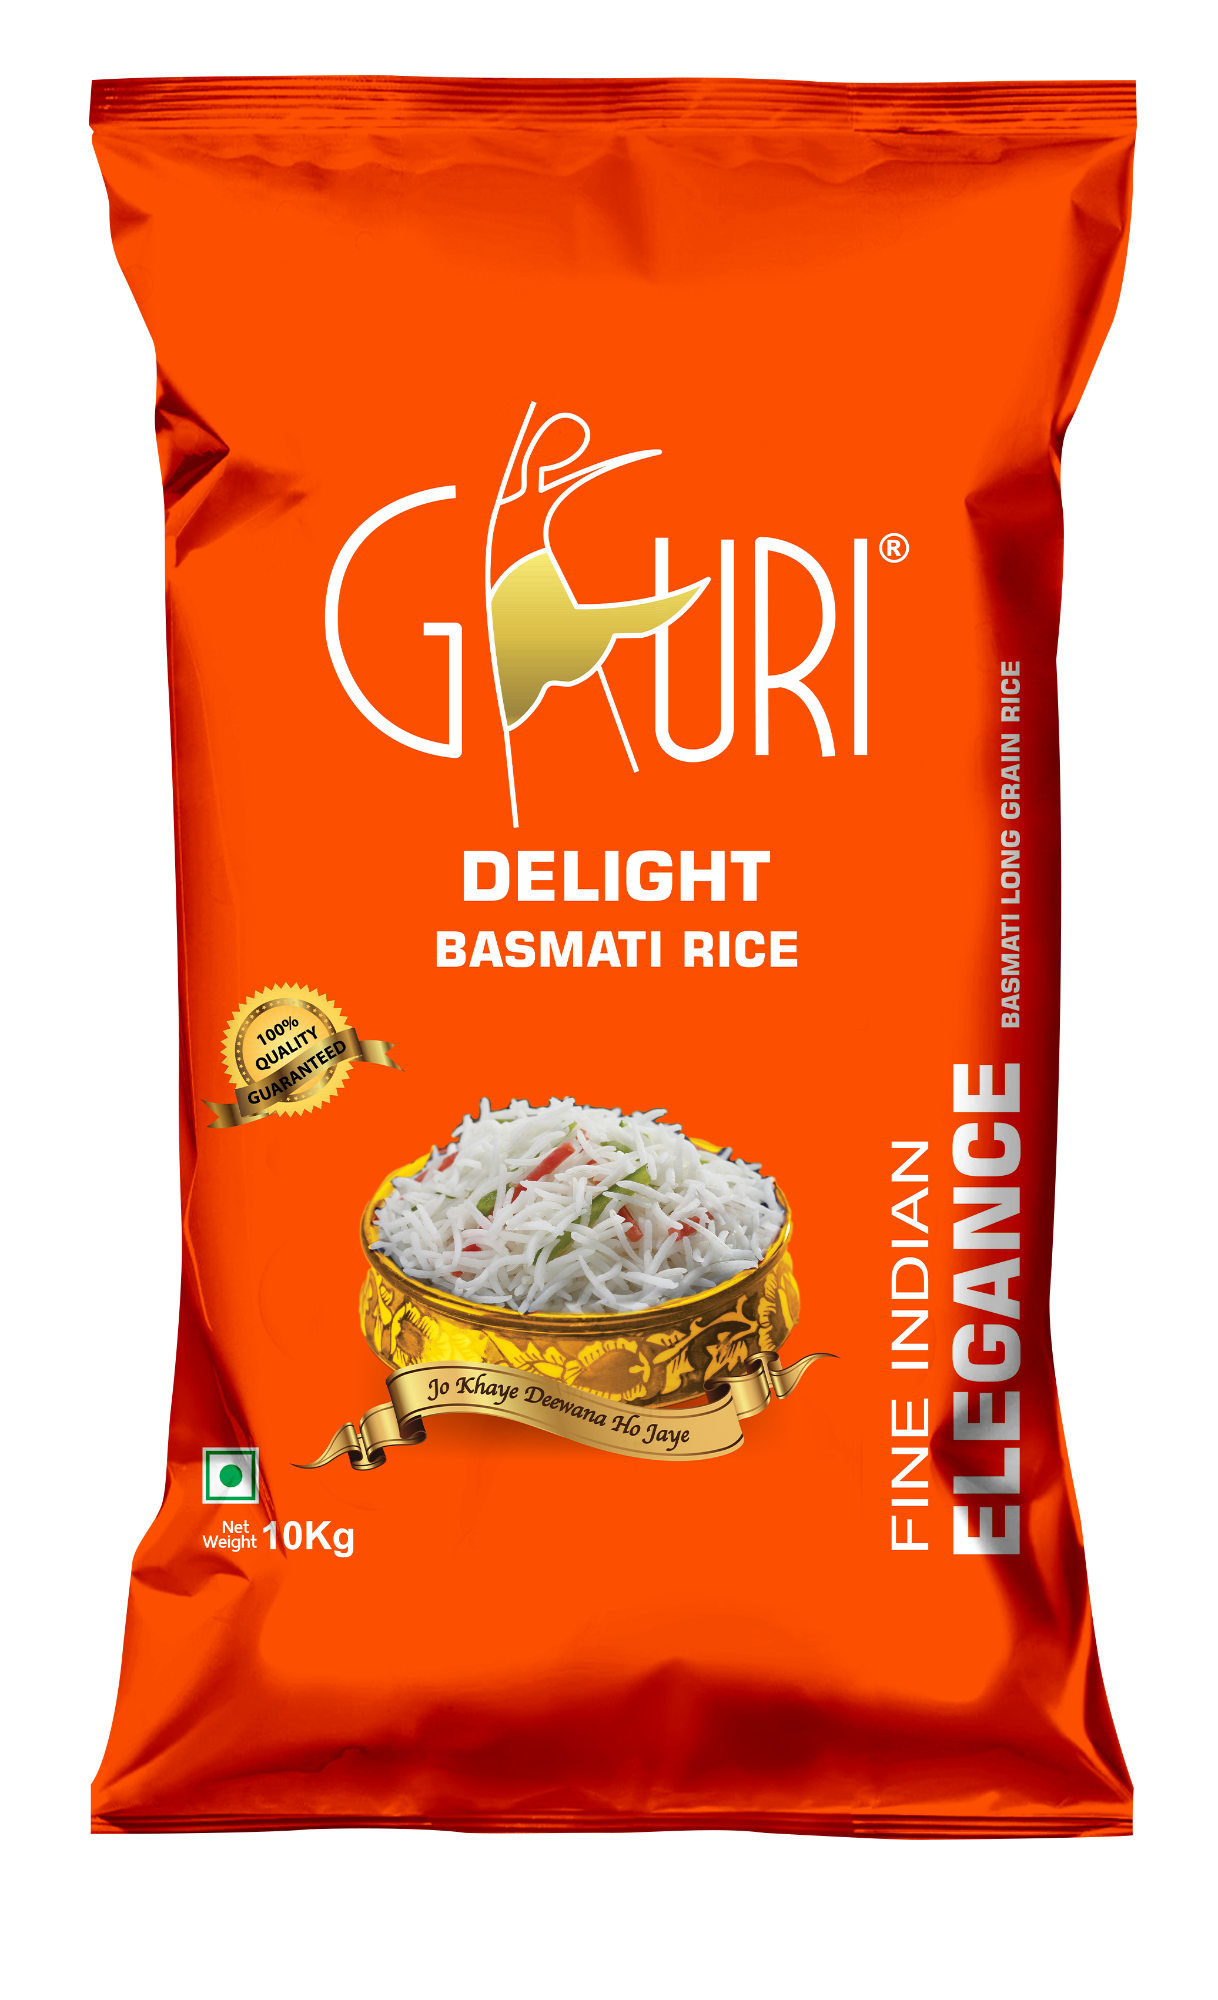 GAURI®
DELIGHT
BASMATI RICE
100%
QUALITY
GUARANTEED
Jo Khaye Deewana Ho Jaye
Net
Weight 10Kg
FINE INDIAN
ELEGANCE
BASMATI LONG GRAIN RICE